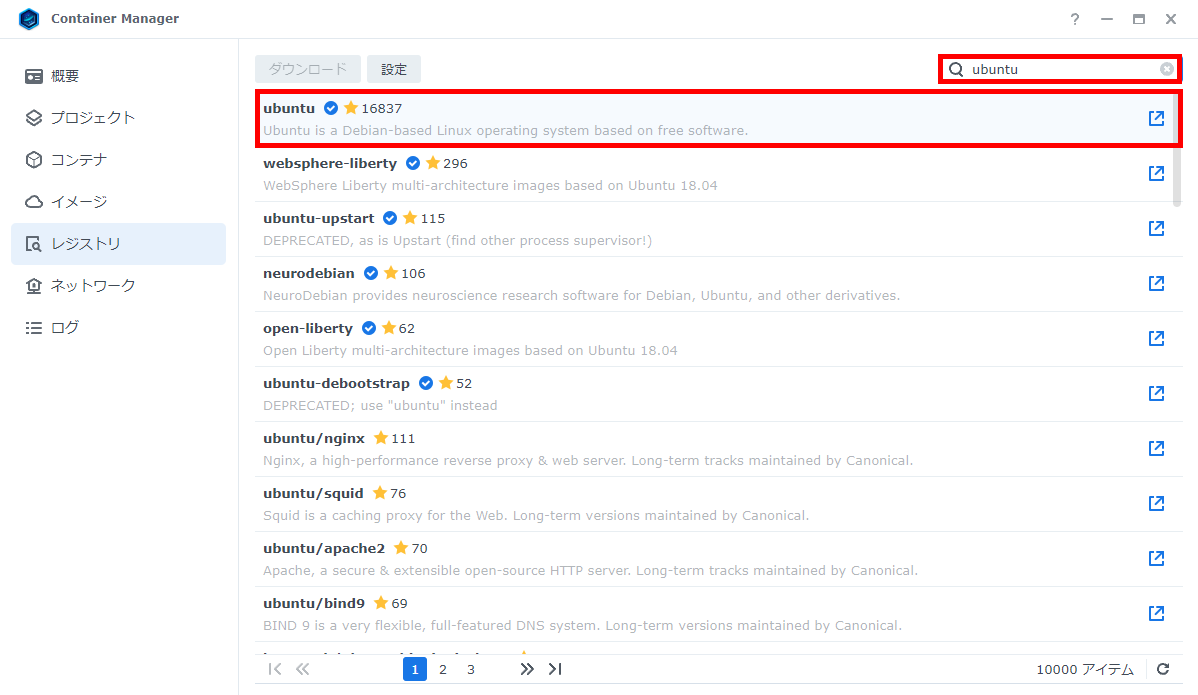 Container Manager
?
概要
プロジェクト
コンテナ
イメージ
レジストリ
ネットワーク
ログ
ダウンロード 設定
ubuntu
ubuntu 16837
Ubuntu is a Debian-based Linux operating system based on free software.
websphere-liberty 296
WebSphere Liberty multi-architecture images based on Ubuntu 18.04
ubuntu-upstart 115
DEPRECATED, as is Upstart (find other process supervisor!)
neurodebian 106
NeuroDebian provides neuroscience research software for Debian, Ubuntu, and other derivatives.
open-liberty 62
Open Liberty multi-architecture images based on Ubuntu 18.04
ubuntu-debootstrap 52
DEPRECATED; use "ubuntu" instead
ubuntu/nginx 111
Nginx, a high-performance reverse proxy & web server. Long-term tracks maintained by Canonical.
ubuntu/squid 76
Squid is a caching proxy for the Web. Long-term versions maintained by Canonical.
ubuntu/apache2 70
Apache, a secure & extensible open-source HTTP server. Long-term tracks maintained by Canonical.
ubuntu/bind9 69
BIND 9 is a very flexible, full-featured DNS system. Long-term versions maintained by Canonical.
1 2 3
10000 アイテム